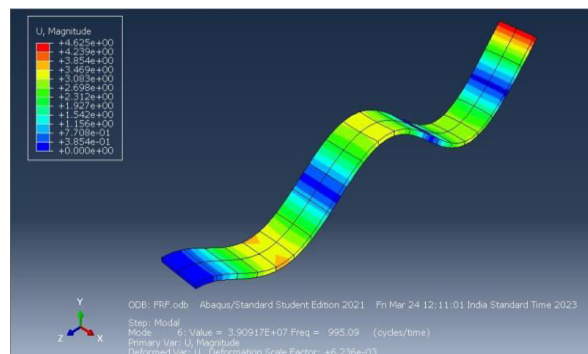 U, Magnitude
+4.625e+00
+4.239e+00
+3.854e+00
+3.469e+00
+3.083e+00
+2.698e+00
+2.312e+00
+1.927e+00
+1.542e+00
+1.156e+00
+7.708e-01
+3.854e-01
+0.000e+00
Y
Z X
ODB: FRF.odb Abaqus/Standard Student Edition 2021 Fri Mar 24 12:11:01 India Standard Time 2023
Step: Modal
Mode 6: Value = 3.90917E+07 Freq = 995.09 (cycles/time)
Primary Var: U, Magnitude
Deformed Var: U Deformation Scale Factor: +6.236e-03